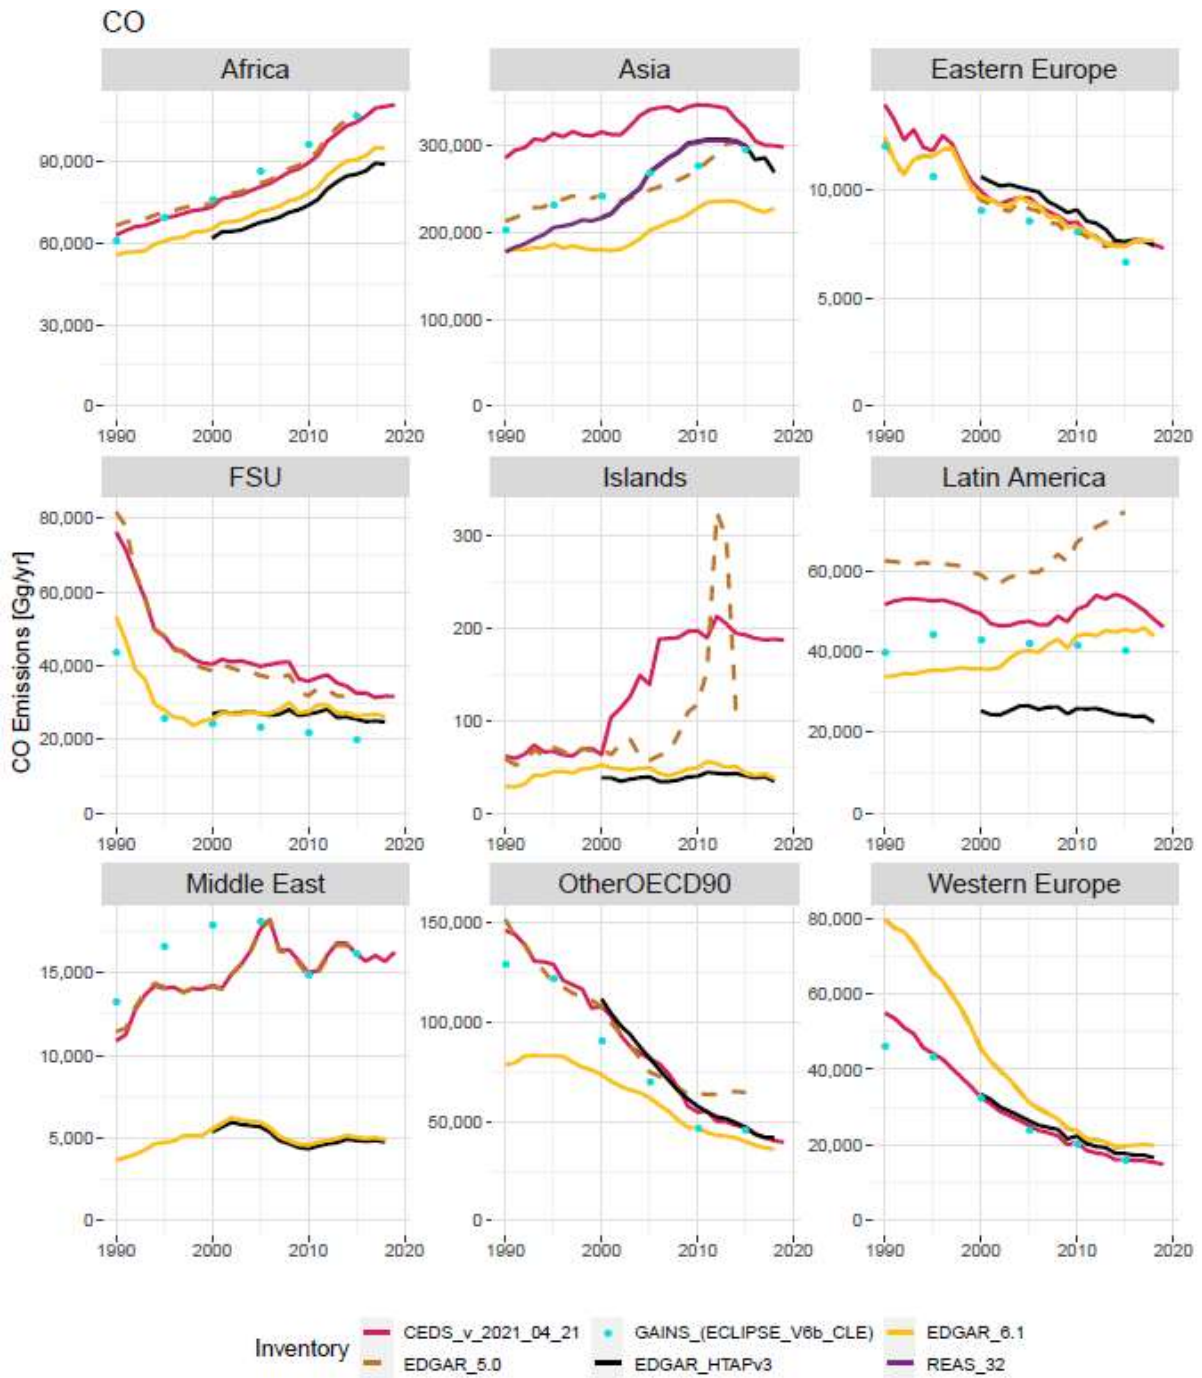 CO
Africa
Asia
Eastern Europe
90,000
60,000
30,000
0
300,000
200,000
100,000
0
10,000
5,000
0
1990 2000 2010 2020
1990 2000 2010 2020
1990 2000 2010 2020
FSU
Islands
Latin America
CO Emissions [Gg/yr]
80,000
60,000
40,000
20,000
0
300
200
100
0
60,000
40,000
20,000
0
1990 2000 2010 2020
1990 2000 2010 2020
1990 2000 2010 2020
Middle East
OtherOECD90
Western Europe
15,000
10,000
5,000
0
150,000
100,000
50,000
0
80,000
60,000
40,000
20,000
0
1990 2000 2010 2020
1990 2000 2010 2020
1990 2000 2010 2020
Inventory
CEDS_v_2021_04_21
GAINS_(ECLIPSE_V6b_CLE)
EDGAR_6.1
EDGAR_5.0
EDGAR_HTAPv3
REAS_32